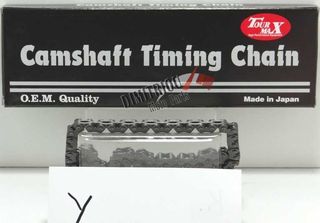 TOUR MAX
Camshaft Timing Chain
O.E.M. Quality
Made in Japan
Y